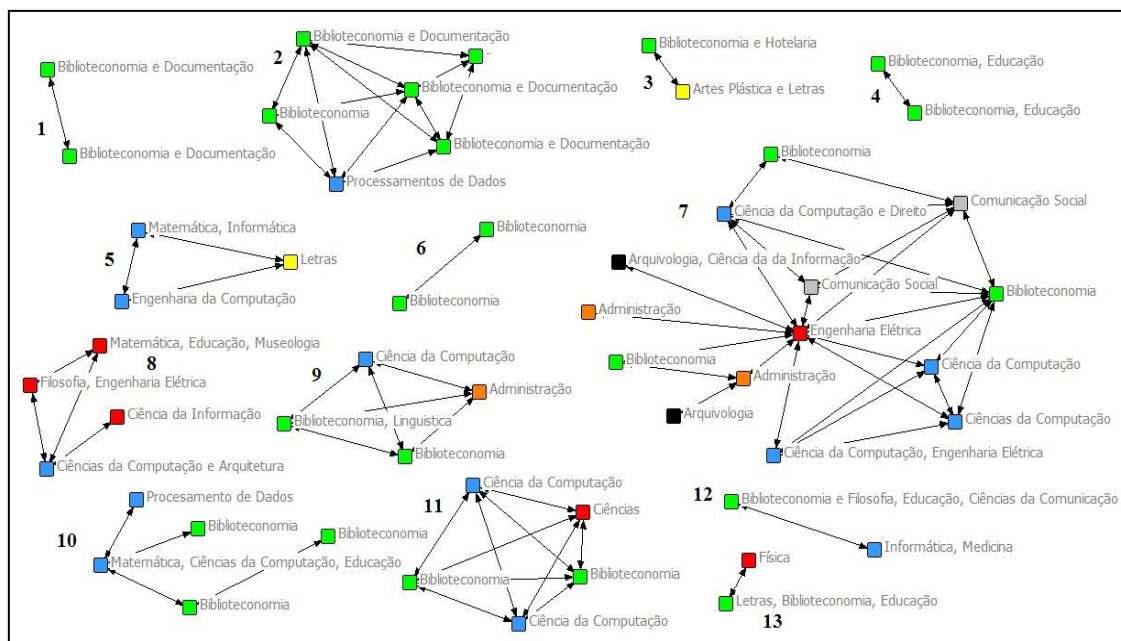 Biblioteconomia e Documentação
1
Biblioteconomia e Documentação
2
Biblioteconomia e Documentação
-
Biblioteconomia e Documentação
Biblioteconomia
Biblioteconomia e Documentação
Processamentos de Dados
Biblioteconomia e Hotelaria
3
Artes Plástica e Letras
Biblioteconomia, Educação
4
Biblioteconomia, Educação
Matemática, Informática
5
Letras
Engenharia da Computação
Biblioteconomia
6
Biblioteconomia
Biblioteconomia
7
Comunicação Social
Ciência da Computação e Direito
Arquivologia, Ciência da da Informação
Comunicação Social
Biblioteconomia
Administração
Engenharia Elétrica
Biblioteconomia
Administração
Ciência da Computação
Arquivologia
Ciências da Computação
Ciência da Computação, Engenharia Elétrica
Matemática, Educação, Museologia
8
Filosofia, Engenharia Elétrica
Ciência da Informação
Ciências da Computação e Arquitetura
Ciência da Computação
9
Administração
Biblioteconomia, Linguistica
Biblioteconomia
Procesamento de Dados
Biblioteconomia
Biblioteconomia
10
Matemática, Ciências da Computação, Educação
Biblioteconomia
Ciência da Computação
11
Ciências
Biblioteconomia
Biblioteconomia
Ciência da Computação
12
Biblioteconomia e Filosofia, Educação, Ciências da Comunicação
Informática, Medicina
Física
Letras, Biblioteconomia, Educação
13